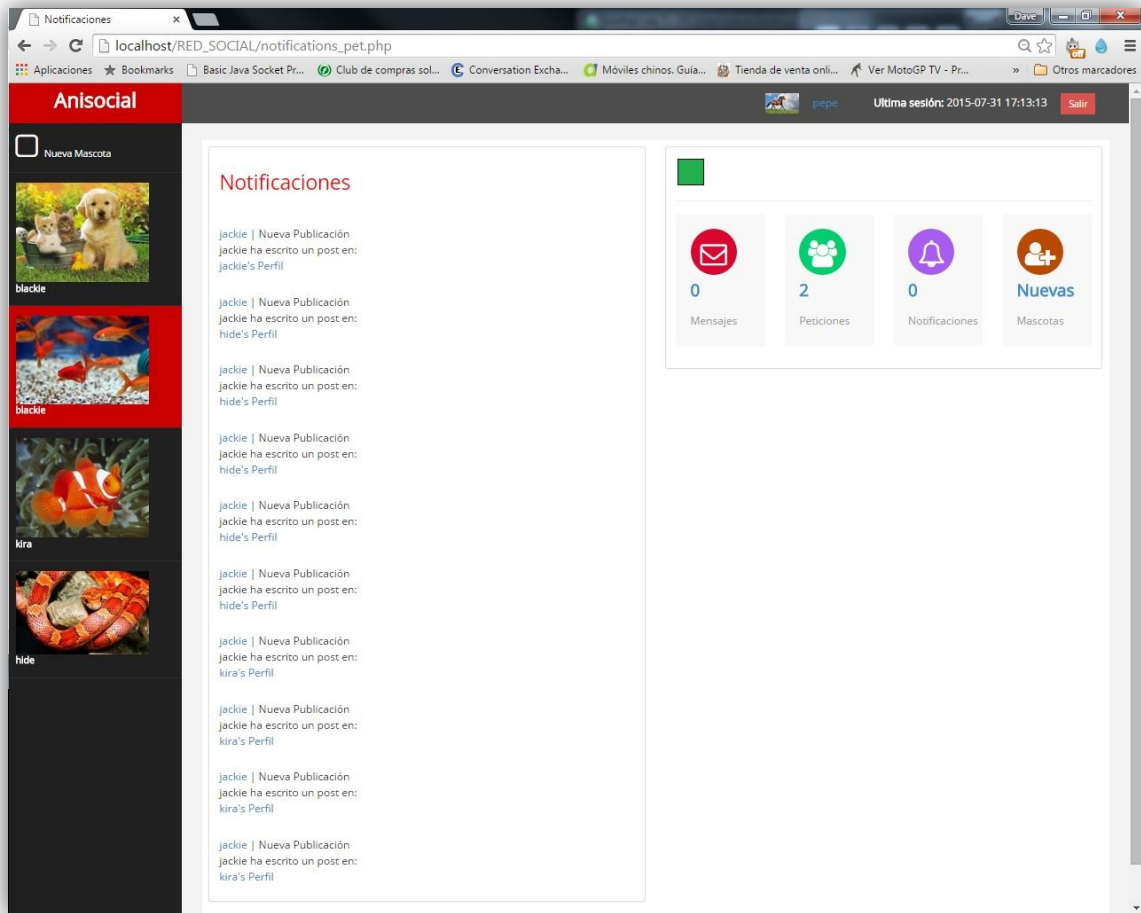 Notificaciones
Dave
localhost/RED_SOCIAL/notifications_pet.php
off
Aplicaciones
Bookmarks
Basic Java Socket Pr...
Club de compras sol...
Conversation Excha...
Móviles chinos. Guía...
Tienda de venta onli...
Ver MotoGP TV - Pr...
»
Otros marcadores
Anisocial
pepe
Ultima sesión: 2015-07-31 17:13:13
Salir
Nueva Mascota
blackie
blackie
kira
hide
Notificaciones
jackie | Nueva Publicación
jackie ha escrito un post en:
jackie's Perfil
jackie | Nueva Publicación
jackie ha escrito un post en:
hide's Perfil
jackie | Nueva Publicación
jackie ha escrito un post en:
hide's Perfil
jackie | Nueva Publicación
jackie ha escrito un post en:
hide's Perfil
jackie | Nueva Publicación
jackie ha escrito un post en:
hide's Perfil
jackie | Nueva Publicación
jackie ha escrito un post en:
hide's Perfil
jackie | Nueva Publicación
jackie ha escrito un post en:
kira's Perfil
jackie | Nueva Publicación
jackie ha escrito un post en:
kira's Perfil
jackie | Nueva Publicación
jackie ha escrito un post en:
kira's Perfil
jackie | Nueva Publicación
jackie ha escrito un post en:
kira's Perfil
0
Mensajes
2
Peticiones
0
Notificaciones
Nuevas
Mascotas